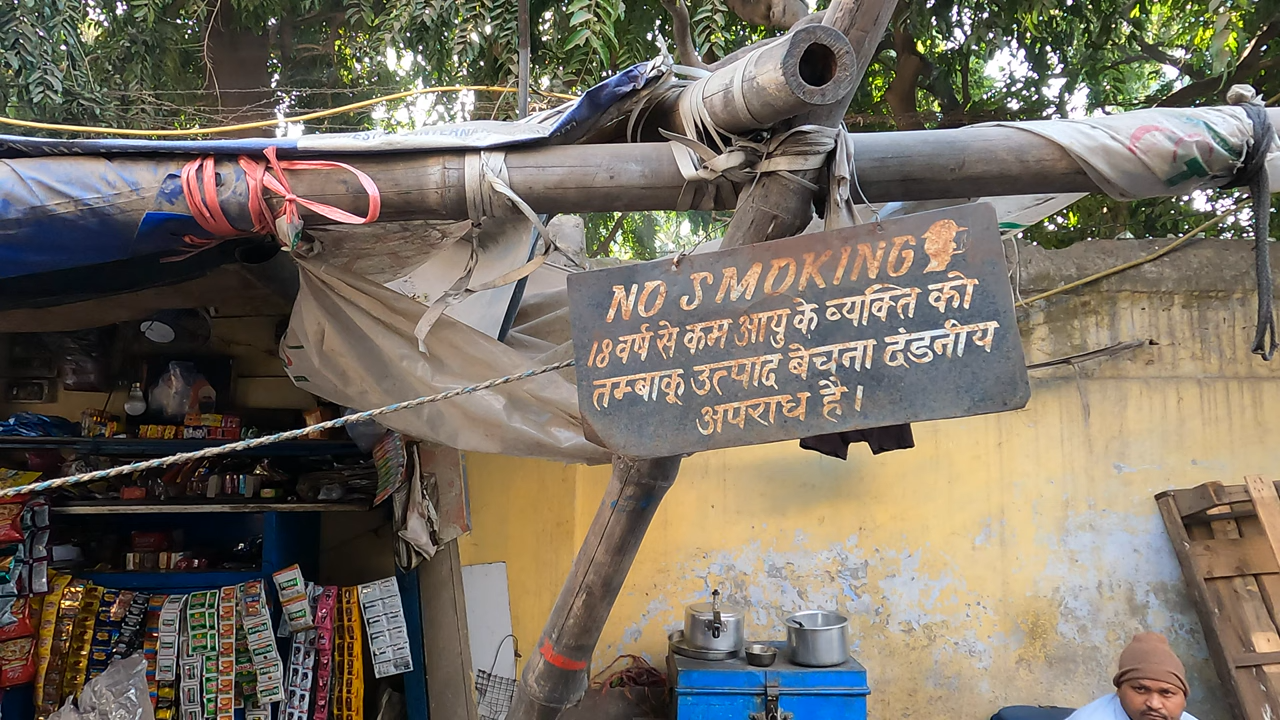 NO SMOKING
18 वर्ष से कम आयु के व्यक्ति को
तम्बाकू उत्पाद बेचना दंडनीय
अपराध है।